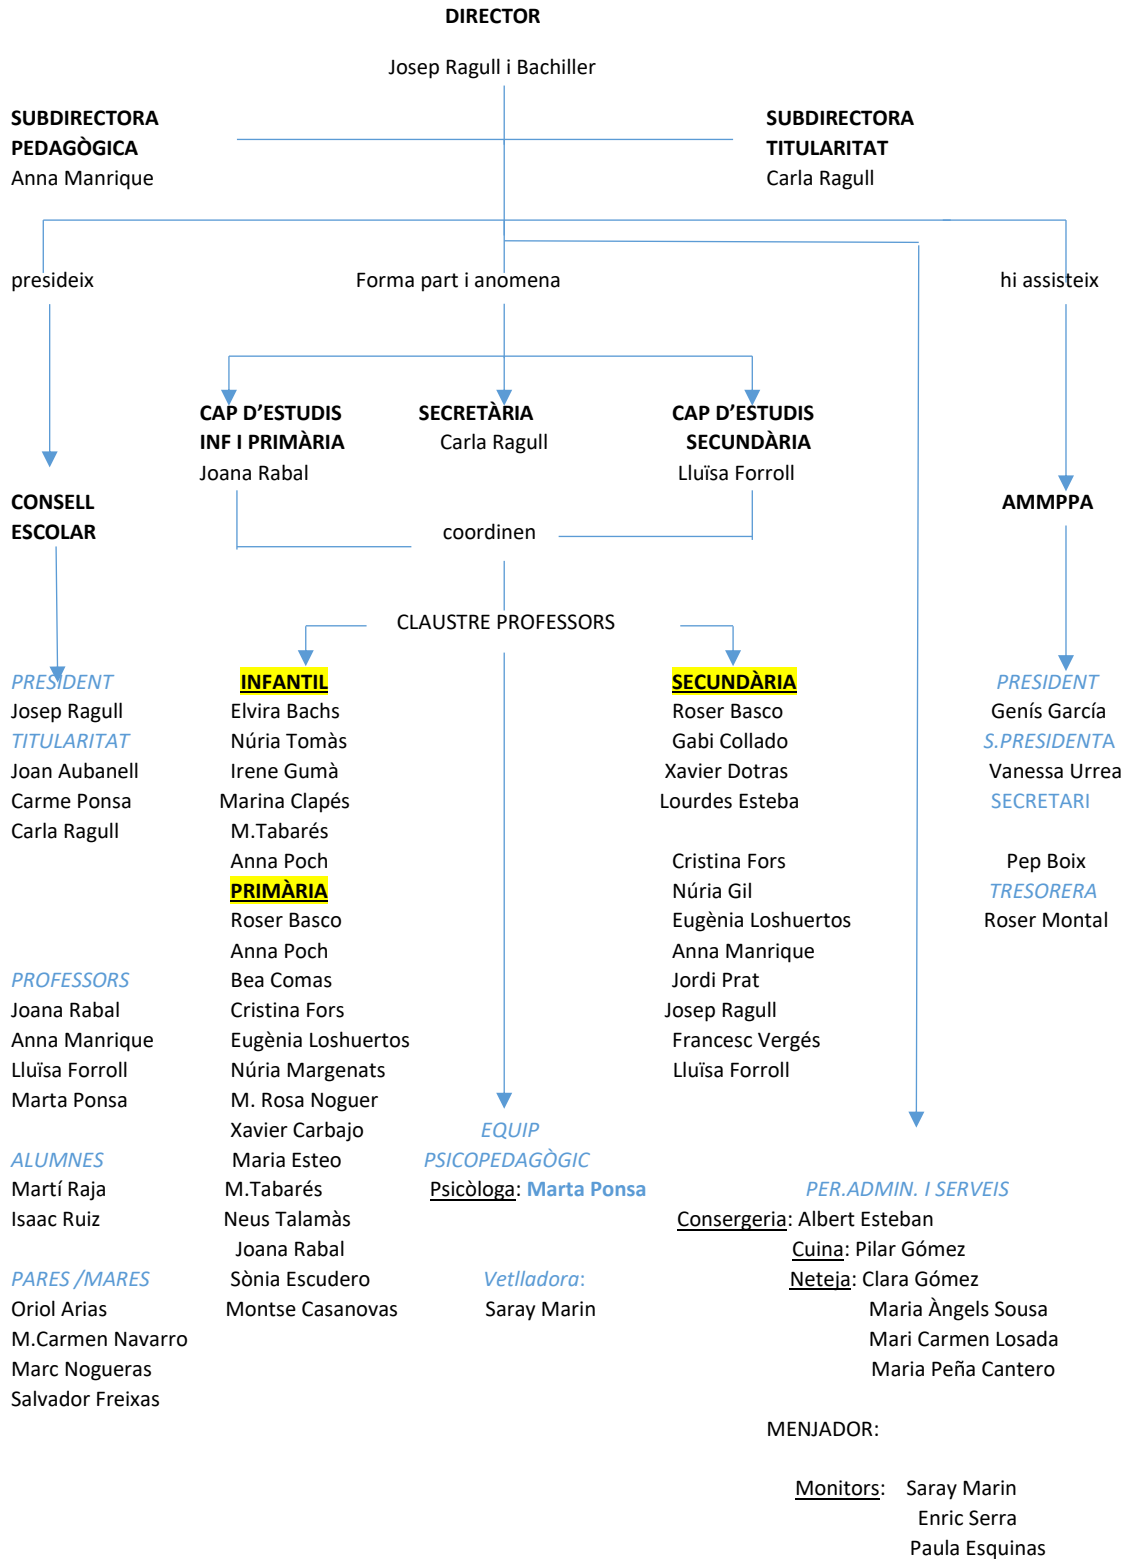 DIRECTOR
Josep Ragull i Bachiller
SUBDIRECTORA
PEDAGÒGICA
Anna Manrique
SUBDIRECTORA
TITULARITAT
Carla Ragull
presideix
Forma part i anomena
hi assisteix
CAP D’ESTUDIS
INF I PRIMÀRIA
Joana Rabal
SECRETÀRIA
Carla Ragull
CAP D’ESTUDIS
SECUNDÀRIA
Lluïsa Forroll
CONSELL
ESCOLAR
AMMPPA
coordinen
CLAUSTRE PROFESSORS
PRESIDENT
Josep Ragull
TITULARITAT
Joan Aubanell
Carme Ponsa
Carla Ragull
PROFESSORS
Joana Rabal
Anna Manrique
Lluïsa Forroll
Marta Ponsa
ALUMNES
Martí Raja
Isaac Ruiz
PARES /MARES
Oriol Arias
M.Carmen Navarro
Marc Nogueras
Salvador Freixas
INFANTIL
Elvira Bachs
Núria Tomàs
Irene Gumà
Marina Clapés
M.Tabarés
Anna Poch
PRIMÀRIA
Roser Basco
Anna Poch
Bea Comas
Cristina Fors
Eugènia Loshuertos
Núria Margenats
M. Rosa Noguer
Xavier Carbajo
Maria Esteo
M.Tabarés
Neus Talamàs
Joana Rabal
Sònia Escudero
Montse Casanovas
EQUIP
PSICOPEDAGÒGIC
Psicòloga: Marta Ponsa
Vetlladora:
Saray Marin
SECUNDÀRIA
Roser Basco
Gabi Collado
Xavier Dotras
Lourdes Esteba
Cristina Fors
Núria Gil
Eugènia Loshuertos
Anna Manrique
Jordi Prat
Josep Ragull
Francesc Vergés
Lluïsa Forroll
PRESIDENT
Genís García
S.PRESIDENTA
Vanessa Urrea
SECRETARI
Pep Boix
TRESORERA
Roser Montal
PER.ADMIN. I SERVEIS
Consergeria: Albert Esteban
Cuina: Pilar Gómez
Neteja: Clara Gómez
Maria Àngels Sousa
Mari Carmen Losada
Maria Peña Cantero
MENJADOR:
Monitors: Saray Marin
Enric Serra
Paula Esquinas